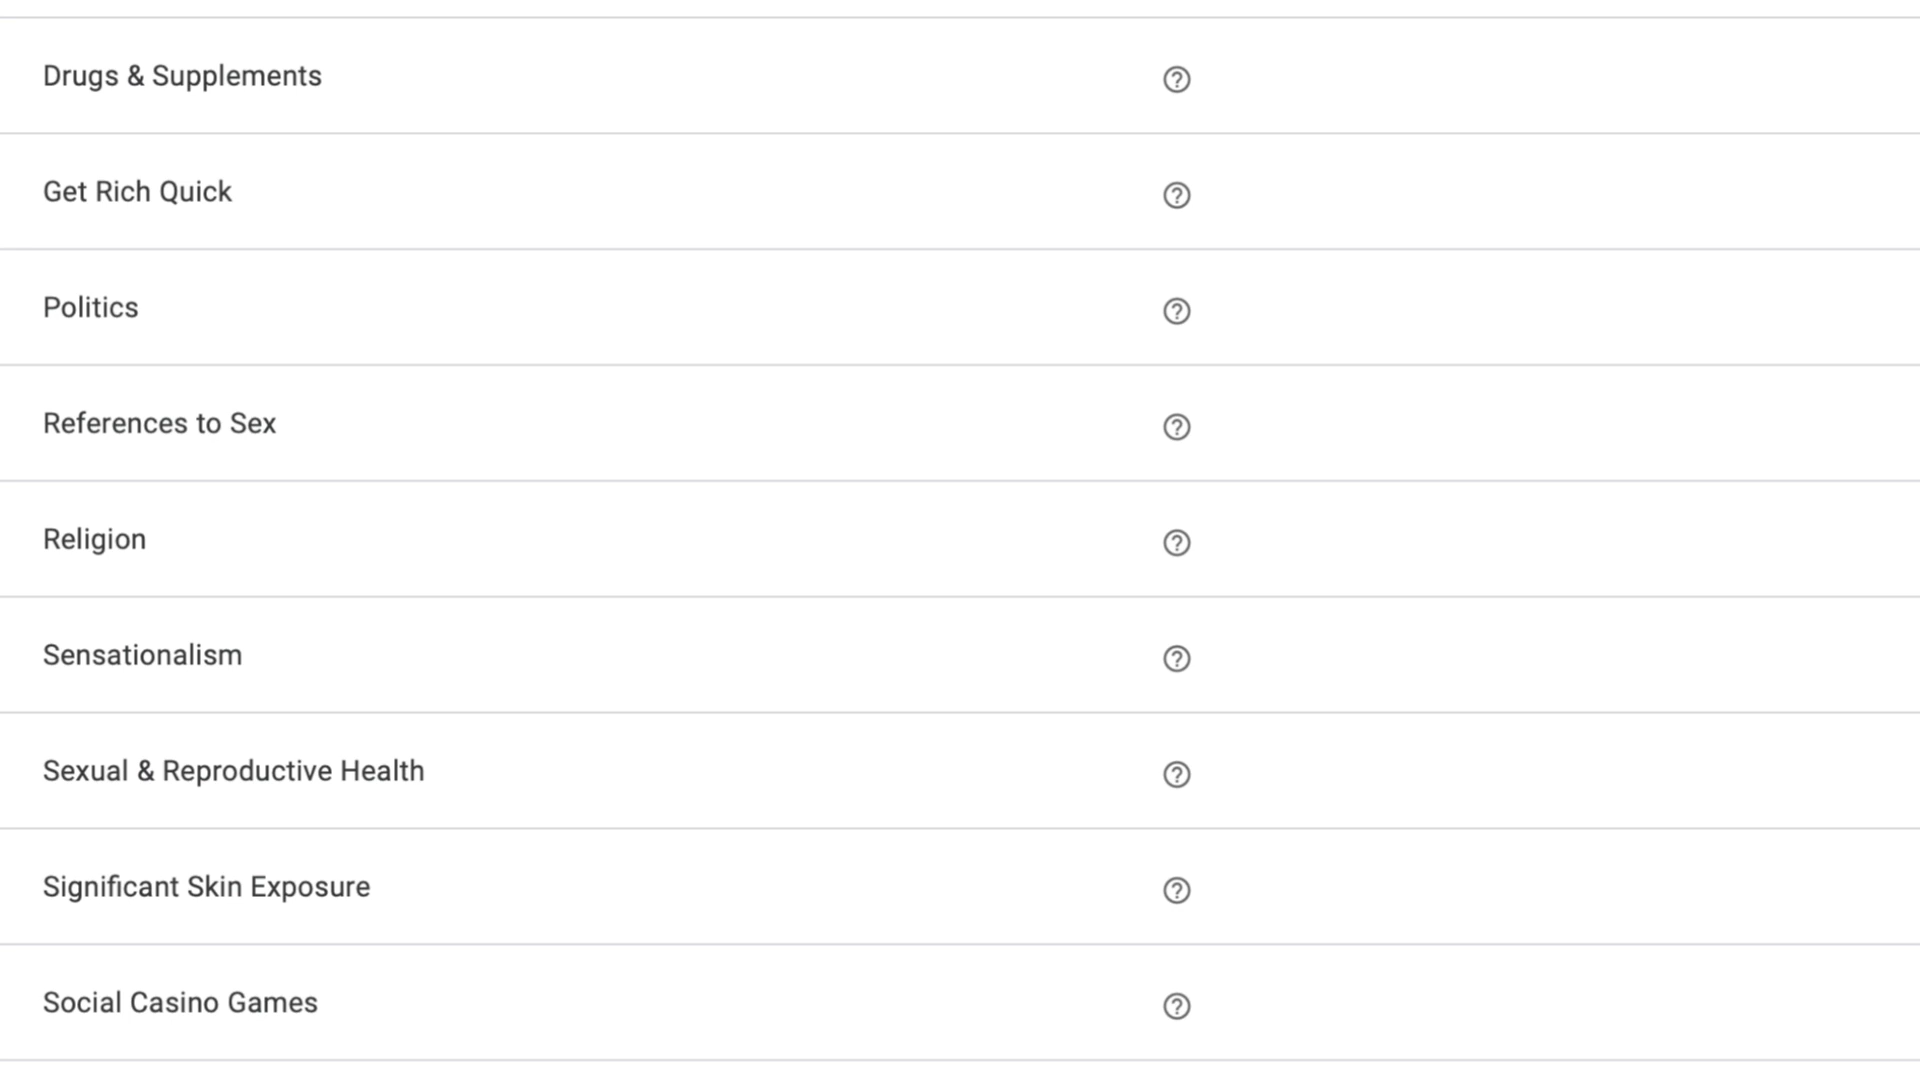 Drugs & Supplements
Get Rich Quick
Politics
References to Sex
Religion
Sensationalism
Sexual & Reproductive Health
Significant Skin Exposure
Social Casino Games